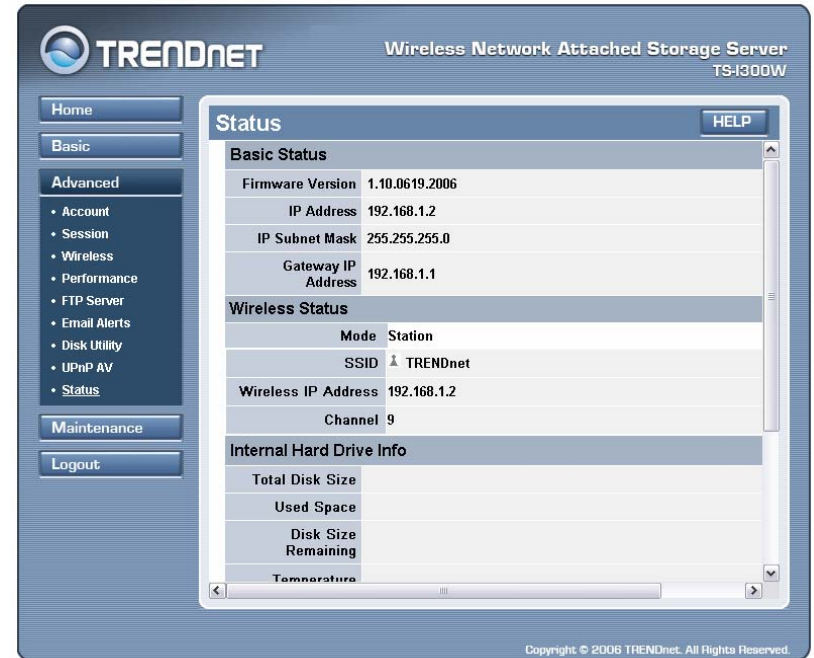 TRENDnet
Wireless Network Attached Storage Server
TS-I300W
Home
Basic
Advanced
• Account
• Session
• Wireless
• Performance
• FTP Server
• Email Alerts
• Disk Utility
• UPnP AV
• Status
Maintenance
Logout
Status
HELP
Basic Status
Firmware Version 1.10.0619.2006
IP Address 192.168.1.2
IP Subnet Mask 255.255.255.0
Gateway IP
Address 192.168.1.1
Wireless Status
Mode Station
SSID TRENDnet
Wireless IP Address 192.168.1.2
Channel 9
Internal Hard Drive Info
Total Disk Size
Used Space
Disk Size
Remaining
Temperature
Copyright © 2006 TRENDnet. All Rights Reserved.